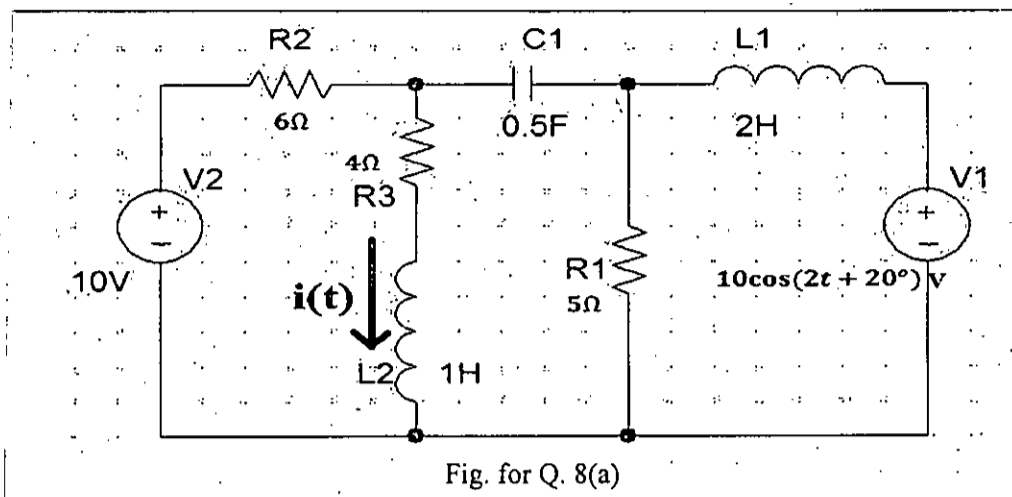 R2
C1
L1
6Ω
0.5F
2H
4Ω
R3
V2
V1
10V
i(t)
R1
5Ω
10cos(2t + 20°) v
L2
1H
Fig. for Q. 8(a)